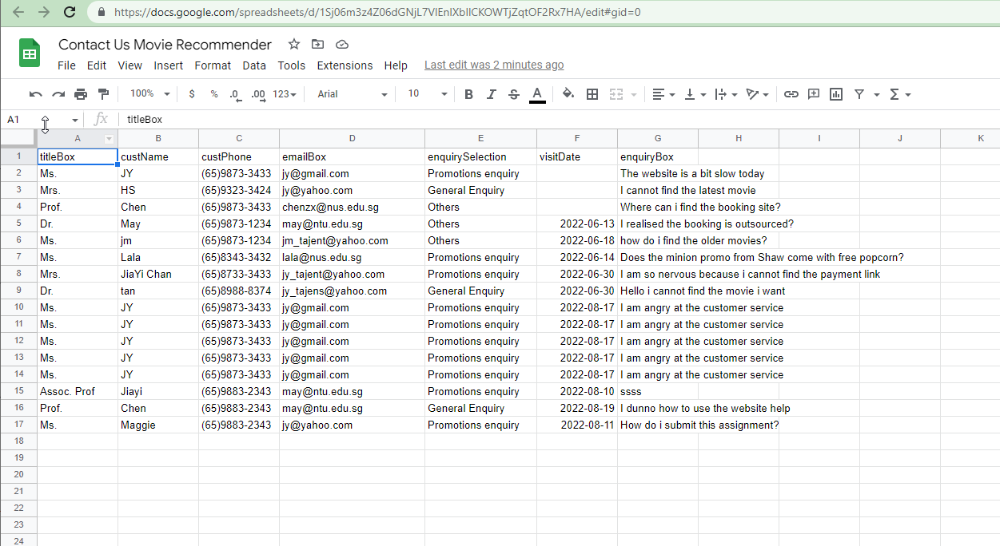 https://docs.google.com/spreadsheets/d/1Sj06m3z4Z06dGNjL7VlEnIXbIlCKOWTjZqtOF2Rx7HA/edit#gid=0
Contact Us Movie Recommender
File Edit View Insert Format Data Tools Extensions Help Last edit was 2 minutes ago
100% $ % .0 .00 123 Arial 10 B I S A
A1 fx titleBox
A B C D E F G H I J K
1 titleBox custName custPhone emailBox enquirySelection visitDate enquiryBox
2 Ms. JY (65)9873-3433 jy@gmail.com Promotions enquiry The website is a bit slow today
3 Mrs. HS (65)9323-3424 jy@yahoo.com General Enquiry I cannot find the latest movie
4 Prof. Chen (65)9873-3433 chenzx@nus.edu.sg Others Where can i find the booking site?
5 Dr. May (65)9873-1234 may@ntu.edu.sg Others 2022-06-13 I realised the booking is outsourced?
6 Ms. jm (65)9873-1234 jm_tajent@yahoo.com Others 2022-06-18 how do i find the older movies?
7 Ms. Lala (65)8343-3432 lala@nus.edu.sg Promotions enquiry 2022-06-14 Does the minion promo from Shaw come with free popcorn?
8 Mrs. JiaYi Chan (65)8733-3433 jy_tajent@yahoo.com Promotions enquiry 2022-06-30 I am so nervous because i cannot find the payment link
9 Dr. tan (65)8988-8374 jy_tajens@yahoo.com General Enquiry 2022-06-30 Hello i cannot find the movie i want
10 Ms. JY (65)9873-3433 jy@gmail.com Promotions enquiry 2022-08-17 I am angry at the customer service
11 Ms. JY (65)9873-3433 jy@gmail.com Promotions enquiry 2022-08-17 I am angry at the customer service
12 Ms. JY (65)9873-3433 jy@gmail.com Promotions enquiry 2022-08-17 I am angry at the customer service
13 Ms. JY (65)9873-3433 jy@gmail.com Promotions enquiry 2022-08-17 I am angry at the customer service
14 Ms. JY (65)9873-3433 jy@gmail.com Promotions enquiry 2022-08-17 I am angry at the customer service
15 Assoc. Prof Jiayi (65)9883-2343 may@ntu.edu.sg Promotions enquiry 2022-08-10 ssss
16 Prof. Chen (65)9883-2343 may@ntu.edu.sg General Enquiry 2022-08-19 I dunno how to use the website help
17 Ms. Maggie (65)9883-2343 jy@yahoo.com Promotions enquiry 2022-08-11 How do i submit this assignment?
18
19
20
21
22
23
24